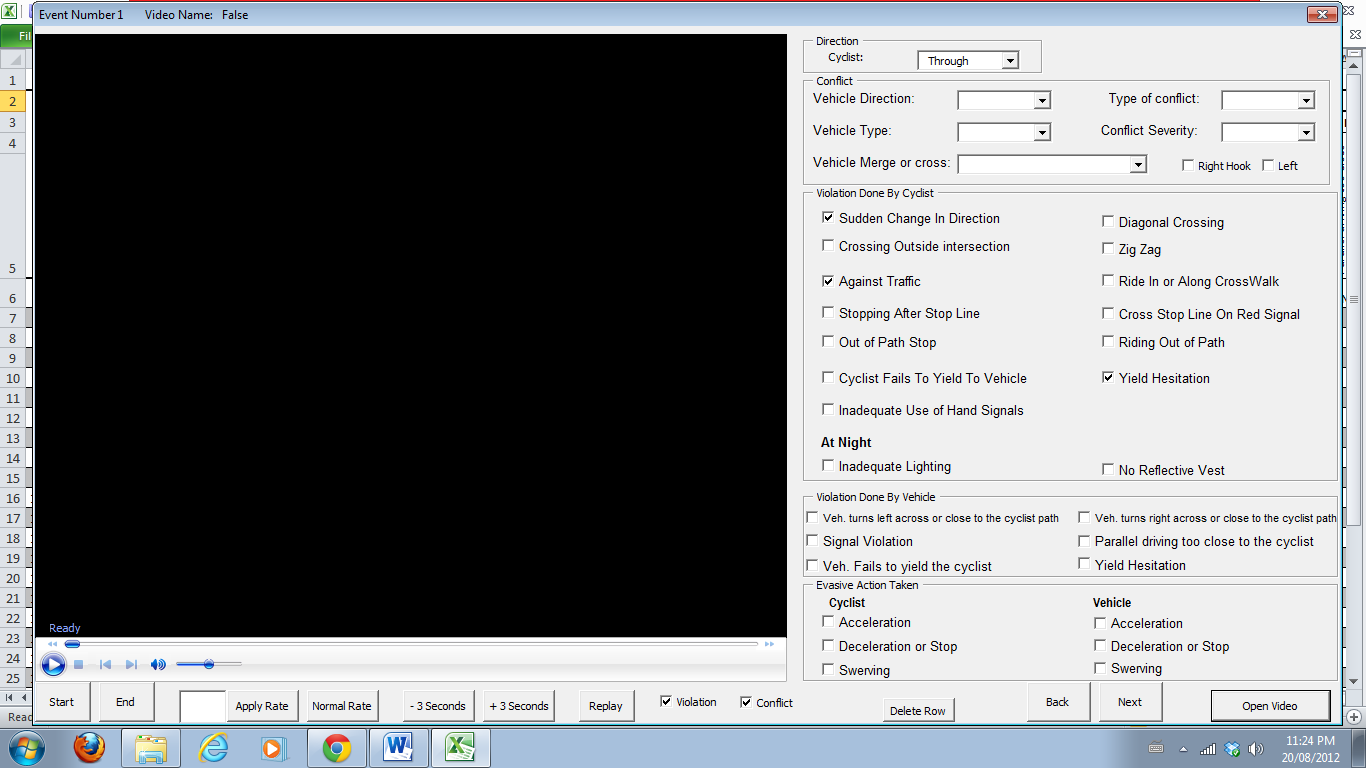 Event Number1 Video Name: False
Fil
Direction
Cyclist: Through
Conflict
Vehicle Direction: Type of conflict:
Vehicle Type: Conflict Severity:
Vehicle Merge or cross: Right Hook Left
Violation Done By Cyclist
Sudden Change In Direction Diagonal Crossing
Crossing Outside intersection Zig Zag
Against Traffic Ride In or Along CrossWalk
Stopping After Stop Line Cross Stop Line On Red Signal
Out of Path Stop Riding Out of Path
Cyclist Fails To Yield To Vehicle Yield Hesitation
Inadequate Use of Hand Signals
At Night
Inadequate Lighting No Reflective Vest
Violation Done By Vehicle
Veh. turns left across or close to the cyclist path Veh. turns right across or close to the cyclist path
Signal Violation Parallel driving too close to the cyclist
Veh. Fails to yield the cyclist Yield Hesitation
Evasive Action Taken
Cyclist Vehicle
Acceleration Acceleration
Deceleration or Stop Deceleration or Stop
Swerving Swerving
1
2
3
4
5
6
7
8
9
10
11
12
13
14
15
16
17
18
19
20
21
22
23
24
25
Ready
Start End Apply Rate Normal Rate - 3 Seconds + 3 Seconds Replay Violation Conflict Delete Row Back Next Open Video
Read
11:24 PM
20/08/2012